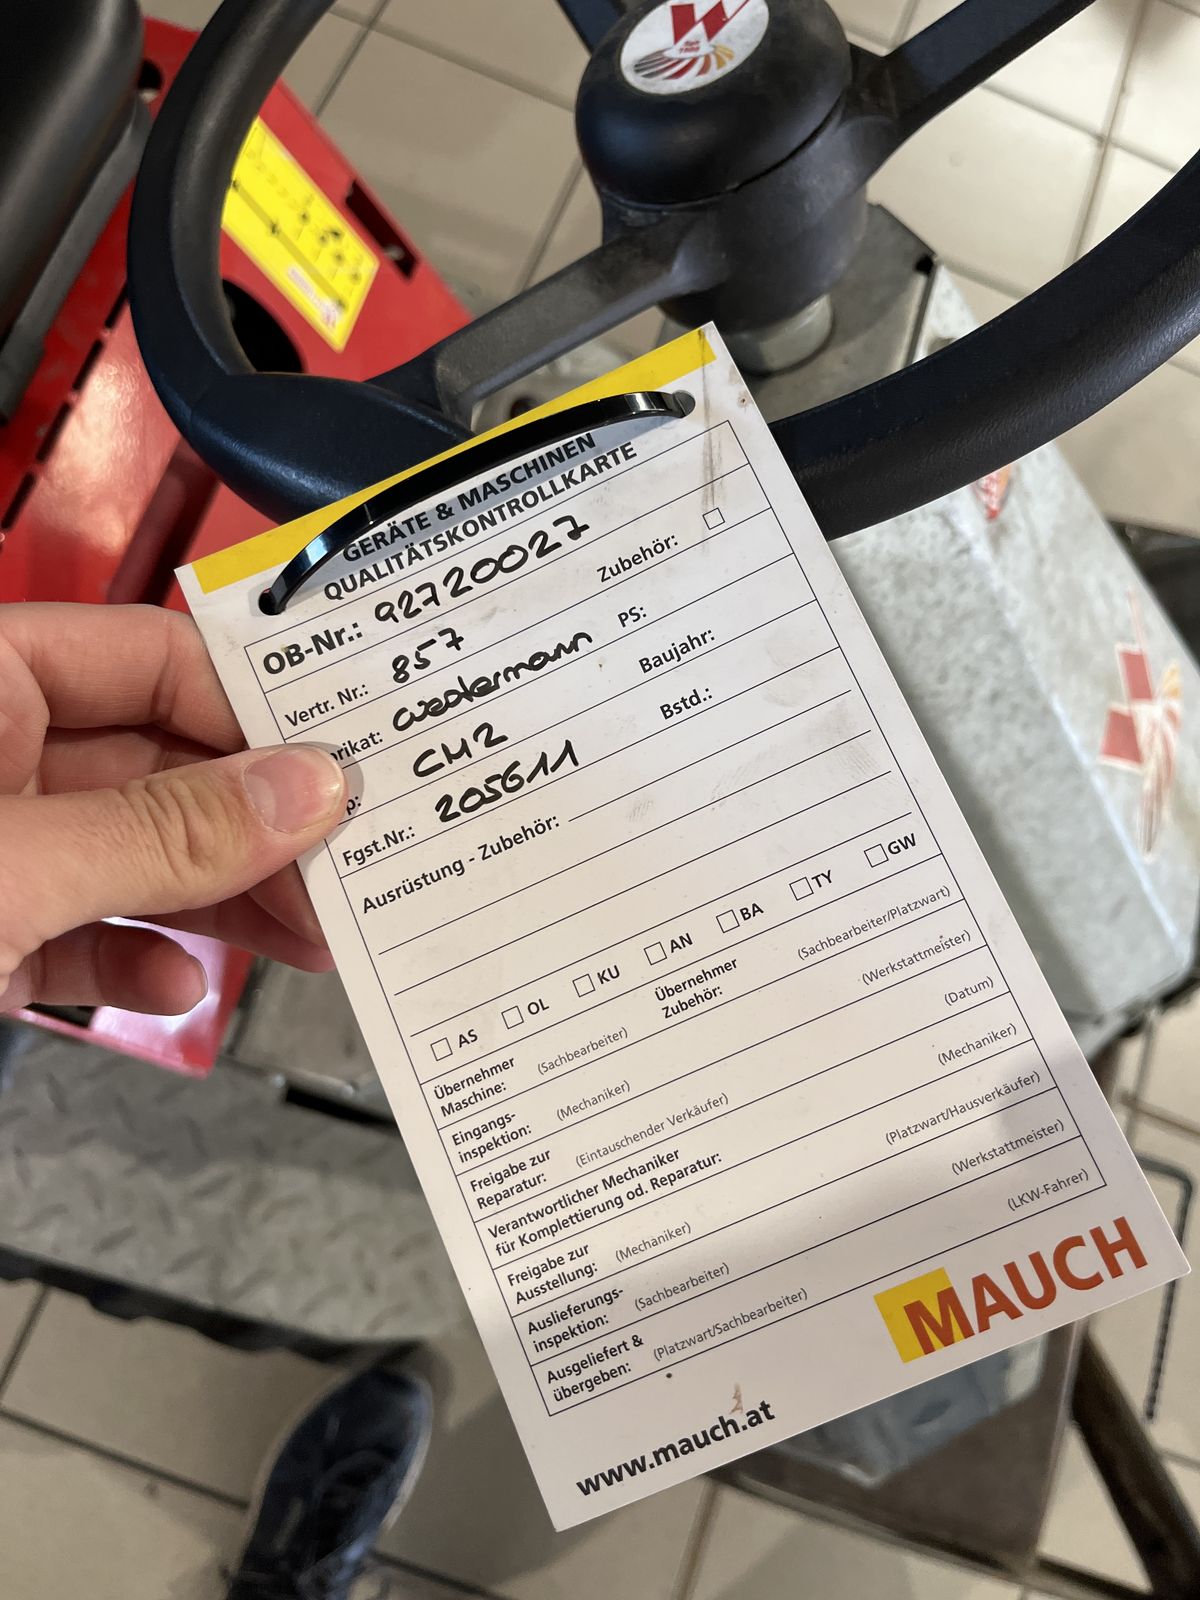 GERÄTE & MASCHINEN
QUALITÄTSKONTROLLKARTE
OB-Nr.: 92720027
Vertr. Nr.: 857 Zubehör:
rikat: Westermann PS:
p: CM2 Baujahr:
Fgst.Nr.: 205611 Bstd.:
Ausrüstung - Zubehör:
AS OL KU AN BA TY GW
Übernehmer Maschine: (Sachbearbeiter) Übernehmer Zubehör: (Sachbearbeiter/Platzwart)
Eingangs-inspektion: (Mechaniker) (Werkstattmeister)
Freigabe zur Reparatur: (Eintauschender Verkäufer) (Datum)
Verantwortlicher Mechaniker
für Komplettierung od. Reparatur: (Mechaniker)
Freigabe zur Ausstellung: (Mechaniker) (Platzwart/Hausverkäufer)
Auslieferungs-inspektion: (Sachbearbeiter) (Werkstattmeister)
Ausgeliefert & übergeben: (Platzwart/Sachbearbeiter) (LKW-Fahrer)
MAUCH
www.mauch.at